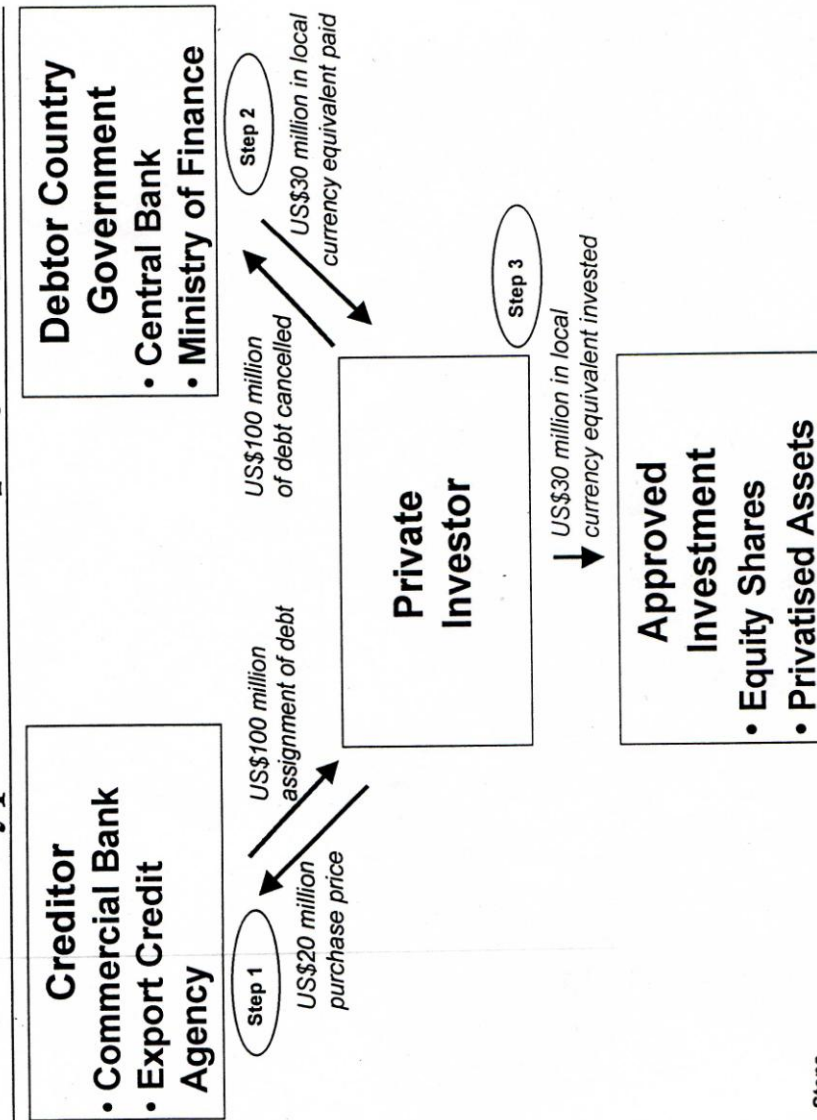 Creditor
• Commercial Bank
• Export Credit
Agency
Debtor Country
Government
• Central Bank
• Ministry of Finance
Step 1
US$20 million
purchase price
US$100 million
assignment of debt
US$100 million
of debt cancelled
Step 2
US$30 million in local
currency equivalent paid
Private
Investor
Step 3
US$30 million in local
currency equivalent invested
Approved
Investment
• Equity Shares
• Privatised Assets
Steps